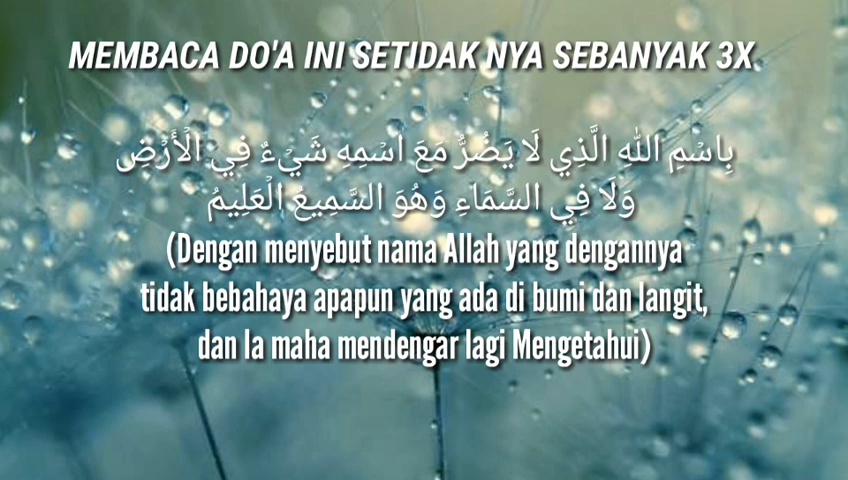 MEMBACA DO'A INI SETIDAK NYA SEBANYAK 3X
بِاسْمِ اللَّهِ الَّذِي لَا يَضُرُّ مَعَ اسْمِهِ شَيْءٌ فِي الْأَرْضِ
وَلَا فِي السَّمَاءِ وَهُوَ السَّمِيعُ الْعَلِيمُ
(Dengan menyebut nama Allah yang dengannya
tidak bebahaya apapun yang ada di bumi dan langit,
dan Ia maha mendengar lagi Mengetahui)